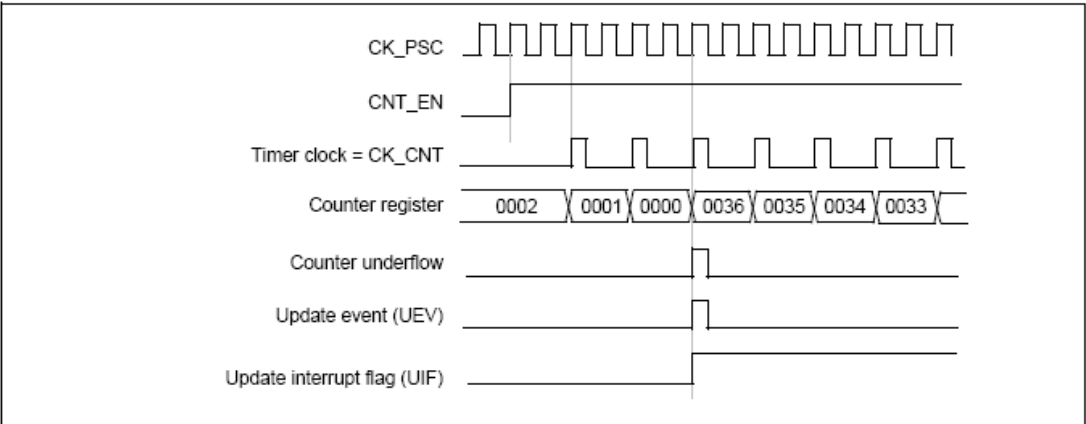 CK_PSC
CNT_EN
Timer clock = CK_CNT
Counter register 0002 0001 0000 0036 0035 0034 0033
Counter underflow
Update event (UEV)
Update interrupt flag (UIF)